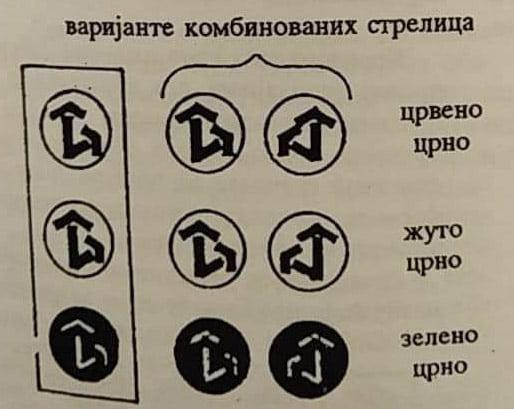 варијанте комбинованих стрелица
црвено
црно
жуто
црно
зелено
црно